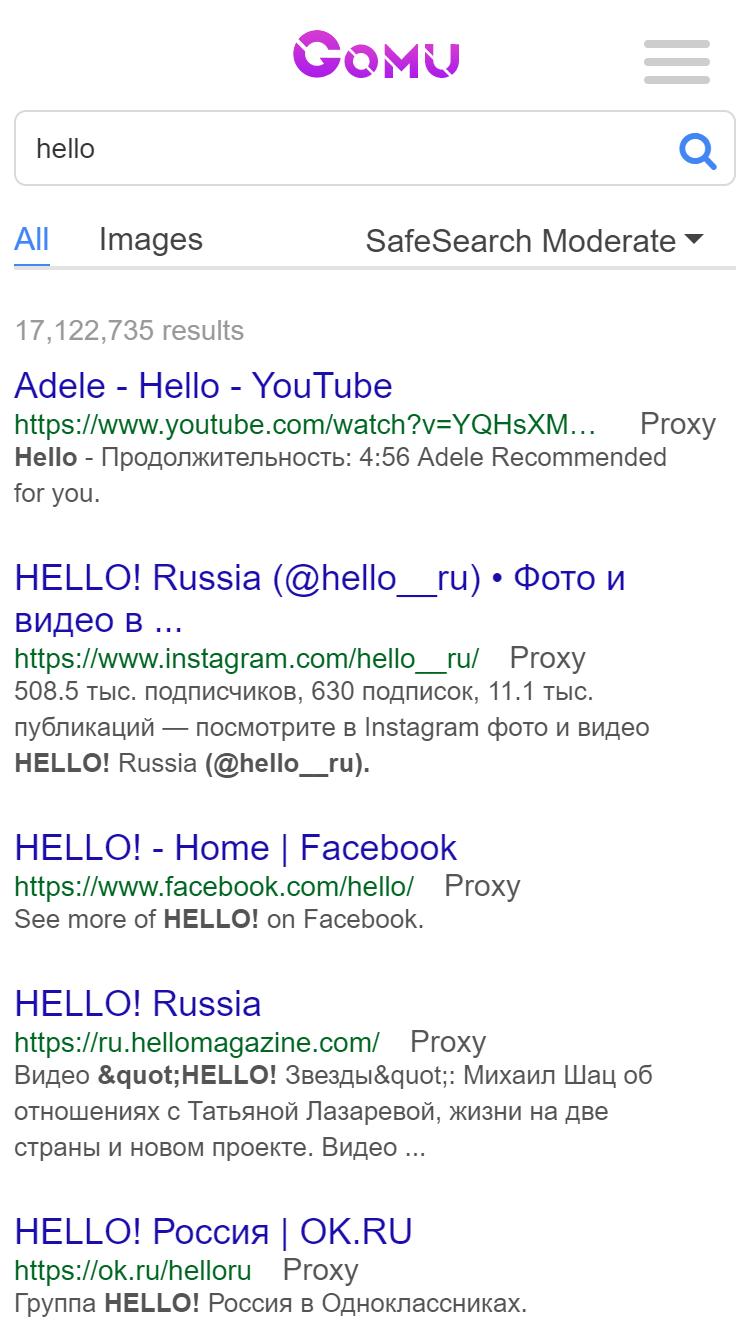 GOMU
hello
All Images SafeSearch Moderate
17,122,735 results
Adele - Hello - YouTube
https://www.youtube.com/watch?v=YQHsXM… Proxy
Hello - Продолжительность: 4:56 Adele Recommended
for you.
HELLO! Russia (@hello__ru) • Фото и
видео в ...
https://www.instagram.com/hello__ru/ Proxy
508.5 тыс. подписчиков, 630 подписок, 11.1 тыс.
публикаций — посмотрите в Instagram фото и видео
HELLO! Russia (@hello__ru).
HELLO! - Home | Facebook
https://www.facebook.com/hello/ Proxy
See more of HELLO! on Facebook.
HELLO! Russia
https://ru.hellomagazine.com/ Proxy
Видео &quot;HELLO! Звезды&quot;: Михаил Шац об
отношениях с Татьяной Лазаревой, жизни на две
страны и новом проекте. Видео ...
HELLO! Россия | OK.RU
https://ok.ru/helloru Proxy
Группа HELLO! Россия в Одноклассниках.